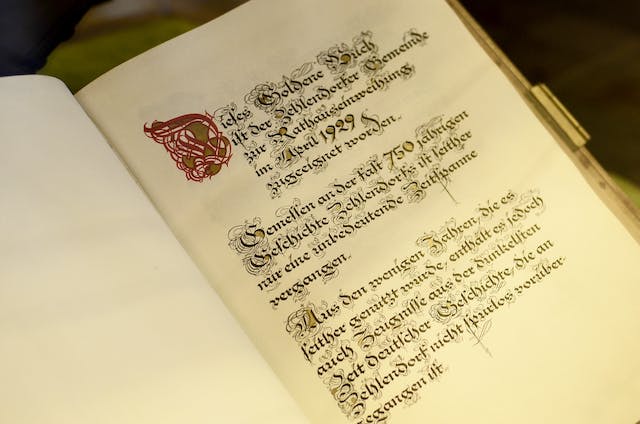 Dieses Goldene Buch
ist der Zehlendorfer Gemeinde
zur Rathauseinweihung
im April 1929
zugeeignet worden.
Gemessen an der fast 750 jährigen
Geschichte Zehlendorfs ist seither
nur eine unbedeutende Zeitspanne
vergangen.
Aus den wenigen Jahren, die es
seither genützt wurde, enthält es jedoch
auch Zeugnisse aus der dunkelsten
Zeit deutscher Geschichte, die an
Zehlendorf nicht spurlos vorüber-
gegangen ist.